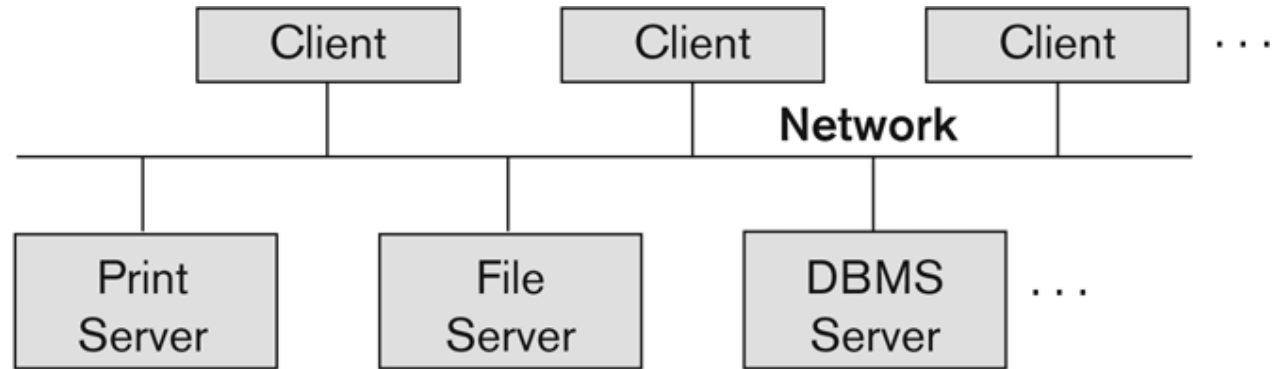 Client Client Client . . .
Network
Print File DBMS . . .
Server Server Server